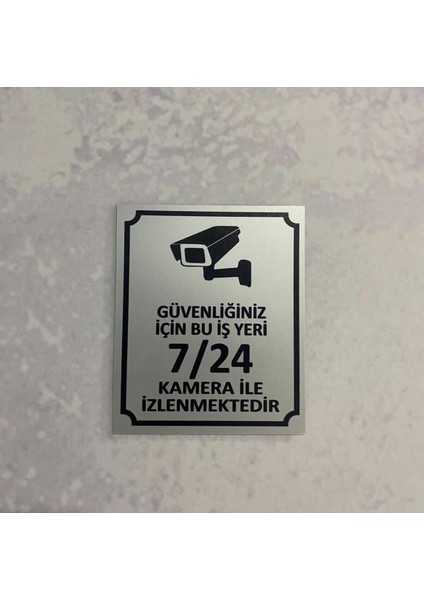 GÜVENLİĞİNİZ
İÇİN BU İŞ YERİ
7/24
KAMERA İLE
İZLENMEKTEDİR